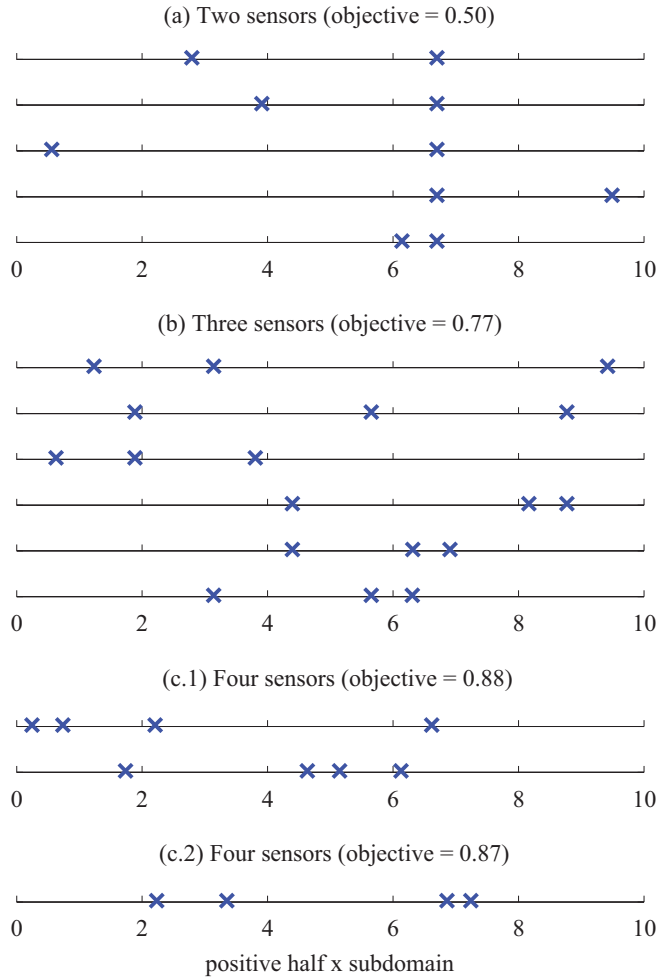 (a) Two sensors (objective = 0.50)
0 2 4 6 8 10
(b) Three sensors (objective = 0.77)
0 2 4 6 8 10
(c.1) Four sensors (objective = 0.88)
0 2 4 6 8 10
(c.2) Four sensors (objective = 0.87)
0 2 4 6 8 10
positive half x subdomain